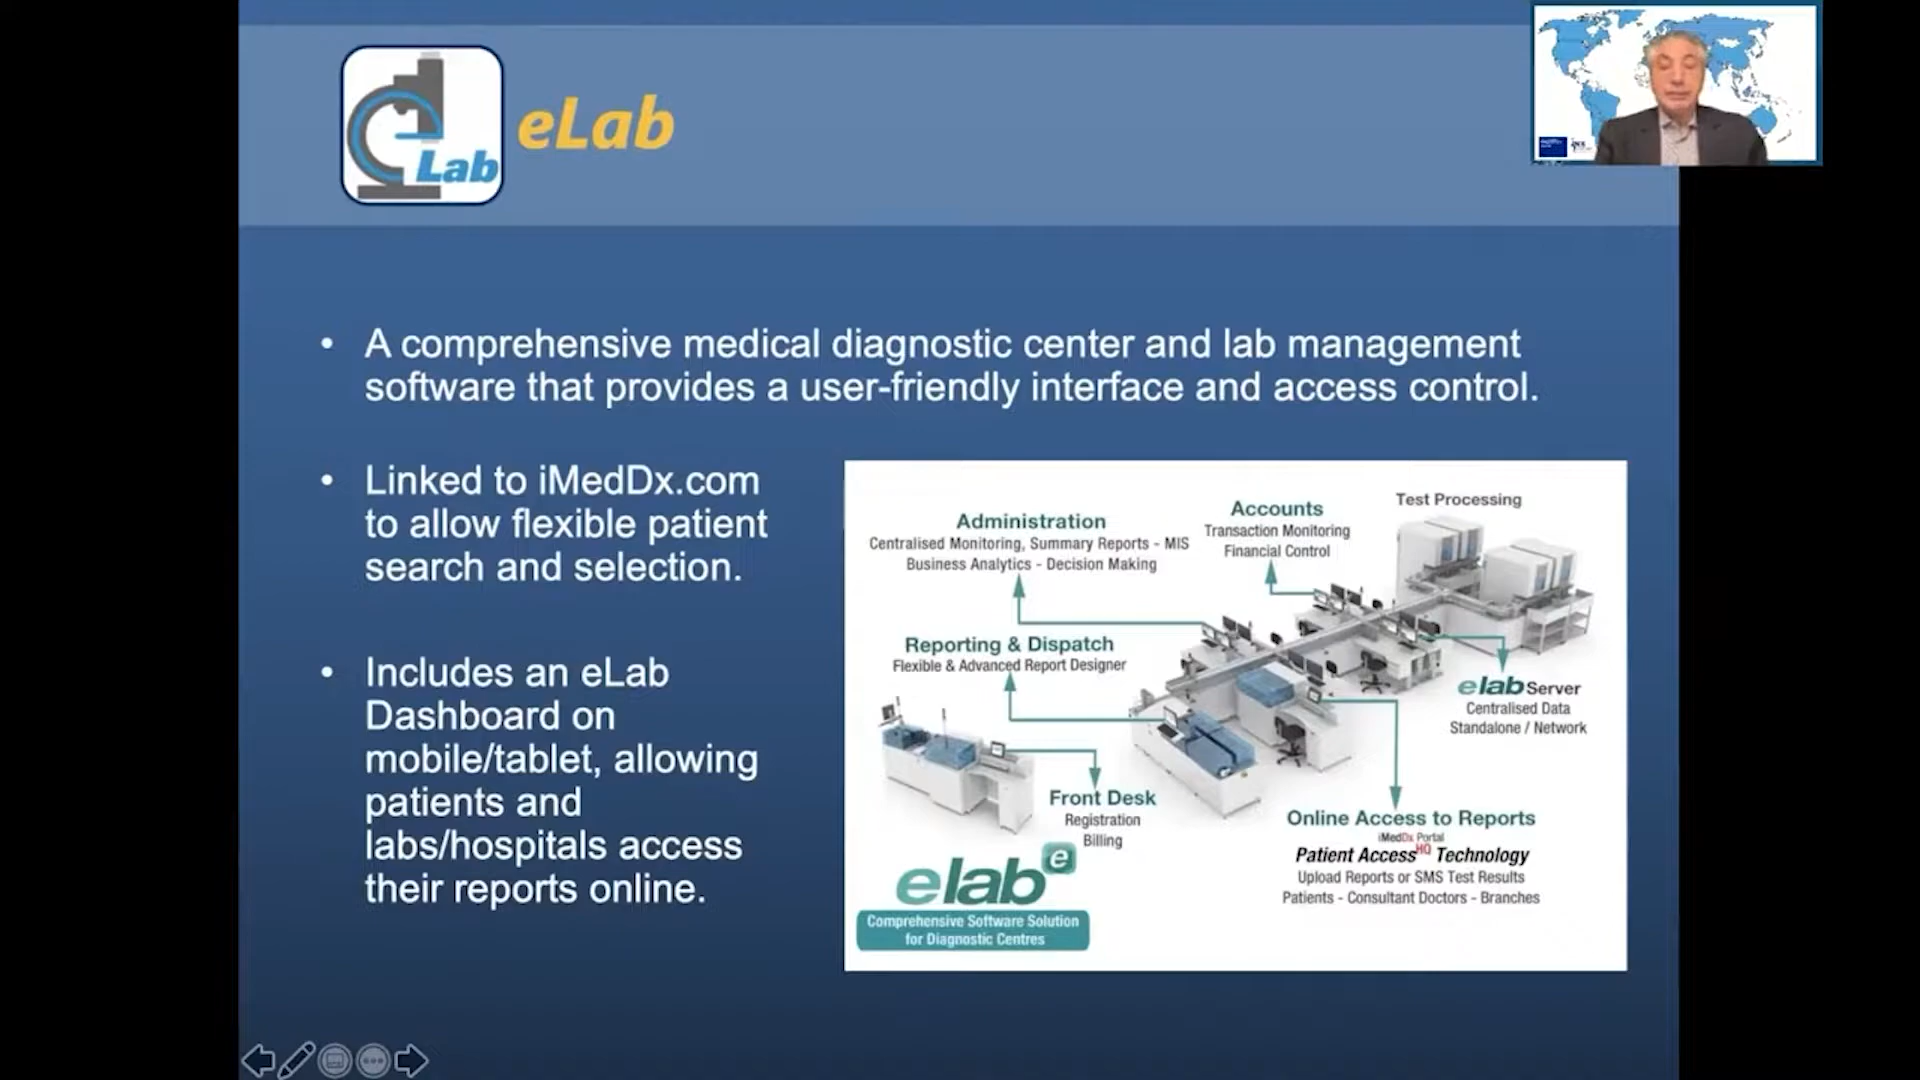 e
Lab
eLab
• A comprehensive medical diagnostic center and lab management
software that provides a user-friendly interface and access control.
• Linked to iMedDx.com
to allow flexible patient
search and selection.
• Includes an eLab
Dashboard on
mobile/tablet, allowing
patients and
labs/hospitals access
their reports online.
Administration
Centralised Monitoring, Summary Reports - MIS
Business Analytics - Decision Making
Accounts
Transaction Monitoring
Financial Control
Test Processing
Reporting & Dispatch
Flexible & Advanced Report Designer
elab Server
Centralised Data
Standalone / Network
Front Desk
Registration
Billing
Online Access to Reports
iMedDx Portal
Patient Access HQ Technology
Upload Reports or SMS Test Results
Patients - Consultant Doctors - Branches
elab e
Comprehensive Software Solution
for Diagnostic Centres